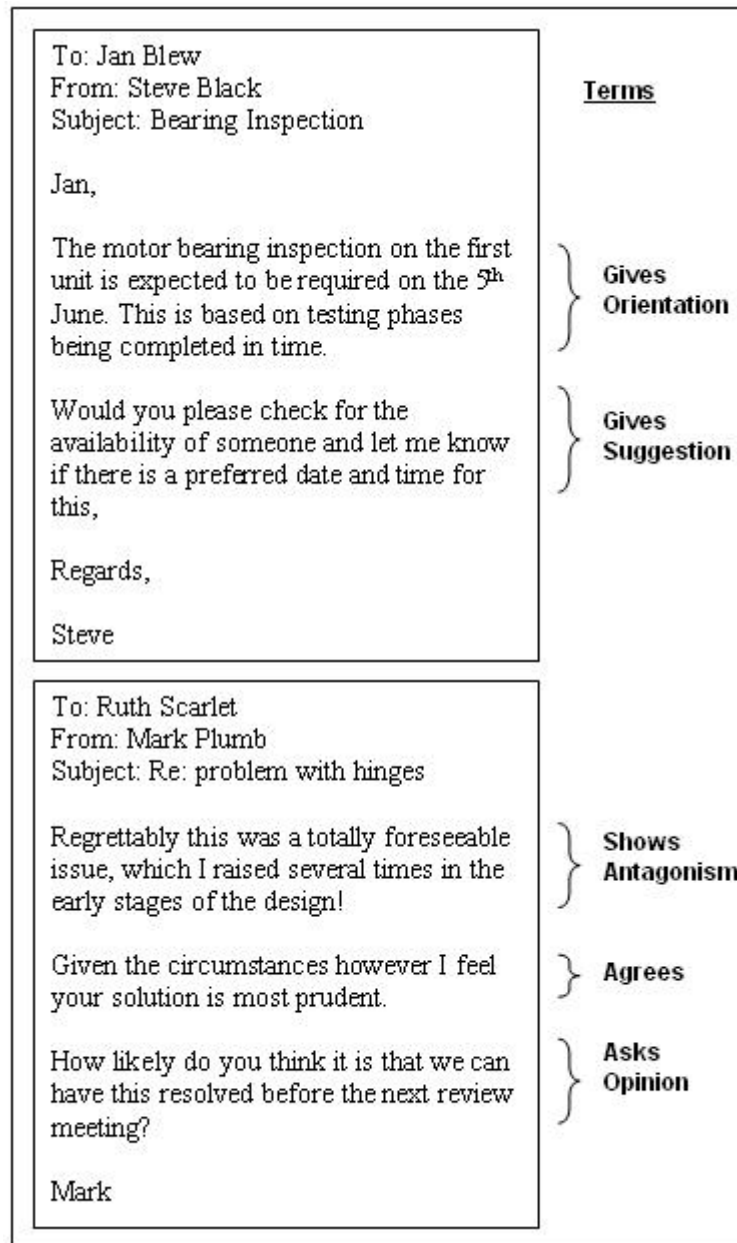 To: Jan Blew
From: Steve Black
Subject: Bearing Inspection
Terms
Jan,
The motor bearing inspection on the first
unit is expected to be required on the 5th
June. This is based on testing phases
being completed in time.
Gives
Orientation
Would you please check for the
availability of someone and let me know
if there is a preferred date and time for
this,
Gives
Suggestion
Regards,
Steve
To: Ruth Scarlet
From: Mark Plumb
Subject: Re: problem with hinges
Regrettably this was a totally foreseeable
issue, which I raised several times in the
early stages of the design!
Shows
Antagonism
Given the circumstances however I feel
your solution is most prudent.
Agrees
How likely do you think it is that we can
have this resolved before the next review
meeting?
Asks
Opinion
Mark